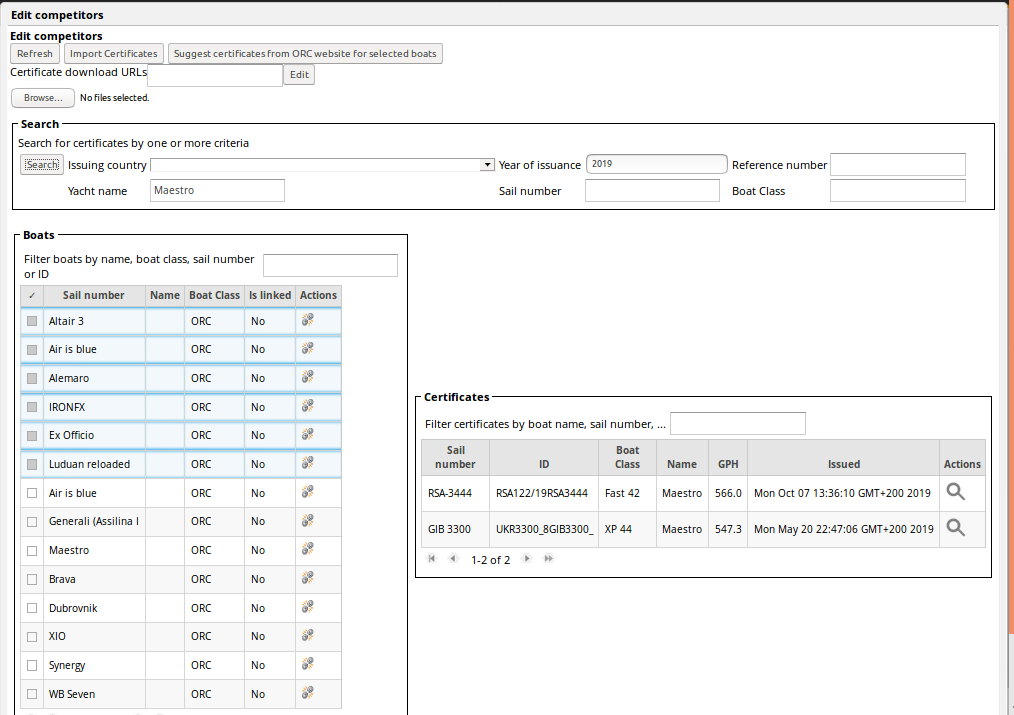 Edit competitors
Edit competitors
Refresh Import Certificates Suggest certificates from ORC website for selected boats
Certificate download URLs Edit
Browse... No files selected.
Search
Search for certificates by one or more criteria
Search Issuing country Year of issuance 2019 Reference number
Yacht name Maestro Sail number Boat Class
Boats
Filter boats by name, boat class, sail number
or ID
✓ Sail number Name Boat Class Is linked Actions
Altair 3 ORC No
Air is blue ORC No
Alemaro ORC No
IRONFX ORC No
Ex Officio ORC No
Luduan reloaded ORC No
Air is blue ORC No
Generali (Assilina I ORC No
Maestro ORC No
Brava ORC No
Dubrovnik ORC No
XIO ORC No
Synergy ORC No
WB Seven ORC No
Certificates
Filter certificates by boat name, sail number, ...
Sail number ID Boat Class Name GPH Issued Actions
RSA-3444 RSA122/19RSA3444 Fast 42 Maestro 566.0 Mon Oct 07 13:36:10 GMT+200 2019
GIB 3300 UKR3300_8GIB3300_ XP 44 Maestro 547.3 Mon May 20 22:47:06 GMT+200 2019
1-2 of 2